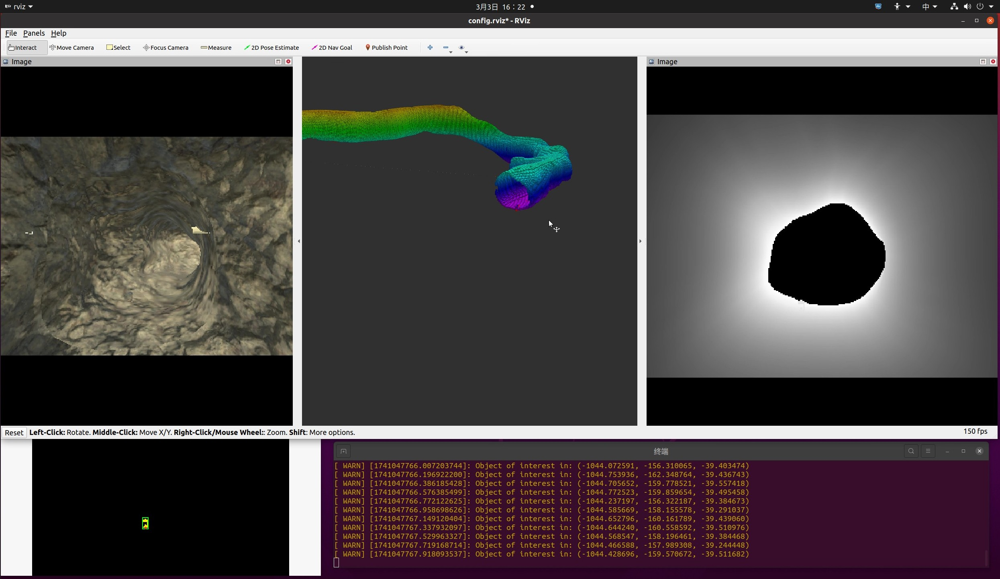 rviz
3月3日 16：22
中
config.rviz* - RViz
File Panels Help
Interact Move Camera Select Focus Camera Measure 2D Pose Estimate 2D Nav Goal Publish Point
Image
Image
Reset Left-Click: Rotate. Middle-Click: Move X/Y. Right-Click/Mouse Wheel:: Zoom. Shift: More options.
150 fps
终端
[ WARN] [1741047766.007203744]: Object of interest in: (-1044.072591, -156.310065, -39.403474)
[ WARN] [1741047766.196922200]: Object of interest in: (-1044.753936, -162.348764, -39.436743)
[ WARN] [1741047766.386185428]: Object of interest in: (-1044.705652, -159.778521, -39.557418)
[ WARN] [1741047766.576385499]: Object of interest in: (-1044.772523, -159.859654, -39.495458)
[ WARN] [1741047766.772122625]: Object of interest in: (-1044.237197, -156.322187, -39.384673)
[ WARN] [1741047766.958698626]: Object of interest in: (-1044.585669, -158.155578, -39.291037)
[ WARN] [1741047767.149120404]: Object of interest in: (-1044.652796, -160.161789, -39.439060)
[ WARN] [1741047767.337932097]: Object of interest in: (-1044.644240, -160.558592, -39.510976)
[ WARN] [1741047767.529963327]: Object of interest in: (-1044.568547, -158.196461, -39.384468)
[ WARN] [1741047767.719168714]: Object of interest in: (-1044.466588, -157.989308, -39.244448)
[ WARN] [1741047767.918093537]: Object of interest in: (-1044.428696, -159.570672, -39.511682)